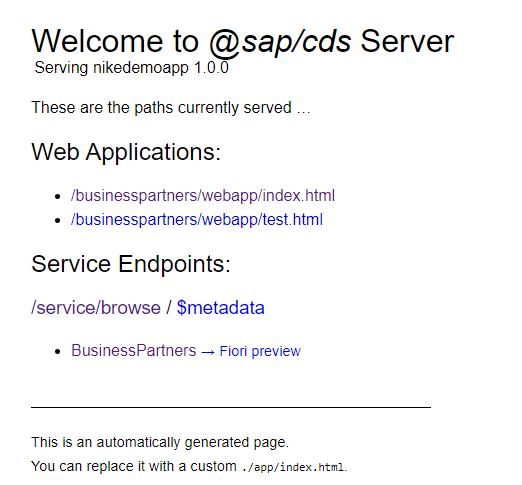 Welcome to @sap/cds Server
Serving nikedemoapp 1.0.0
These are the paths currently served …
Web Applications:
• /businesspartners/webapp/index.html
• /businesspartners/webapp/test.html
Service Endpoints:
/service/browse / $metadata
• BusinessPartners → Fiori preview
This is an automatically generated page.
You can replace it with a custom ./app/index.html.